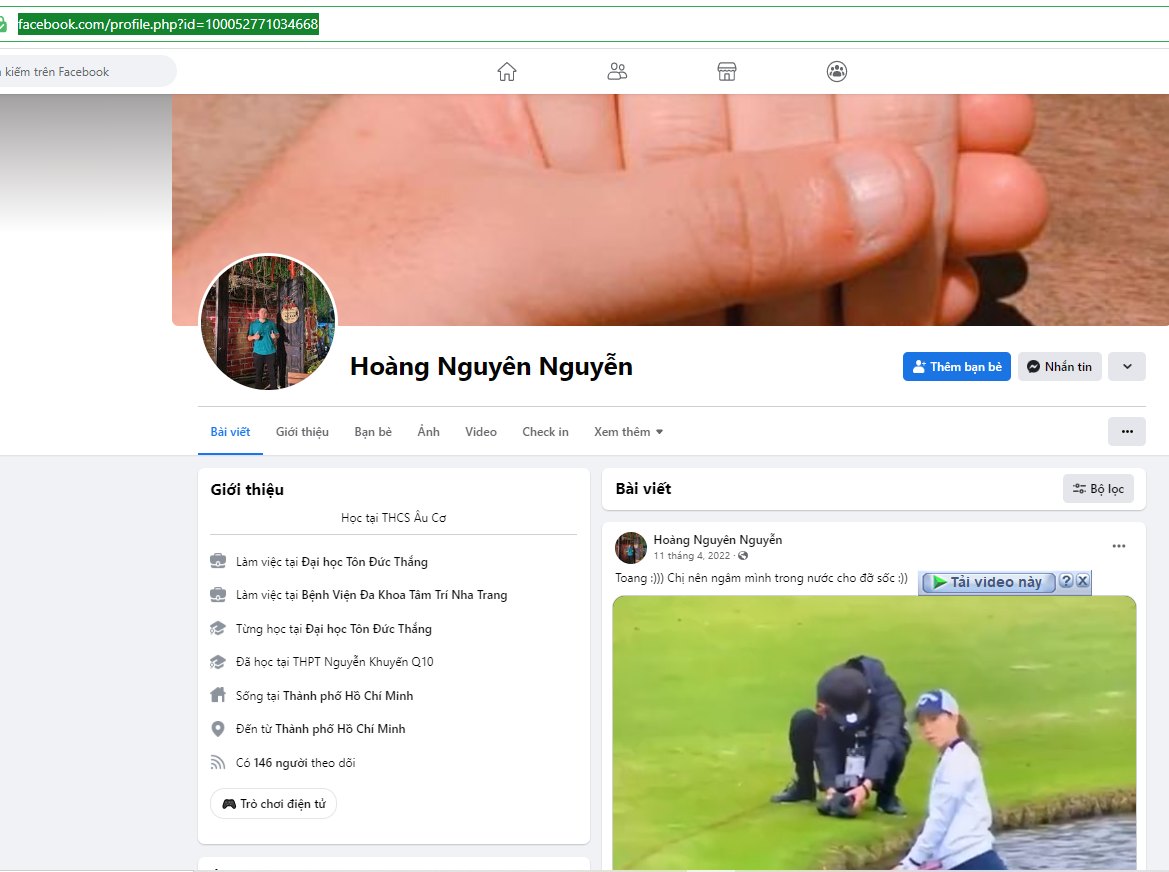 facebook.com/profile.php?id=100052771034668
kiếm trên Facebook
Hoàng Nguyên Nguyễn
Thêm bạn bè
Nhắn tin
Bài viết
Giới thiệu
Bạn bè
Ảnh
Video
Check in
Xem thêm
Giới thiệu
Học tại THCS Âu Cơ
Làm việc tại Đại học Tôn Đức Thắng
Làm việc tại Bệnh Viện Đa Khoa Tâm Trí Nha Trang
Từng học tại Đại học Tôn Đức Thắng
Đã học tại THPT Nguyễn Khuyến Q10
Sống tại Thành phố Hồ Chí Minh
Đến từ Thành phố Hồ Chí Minh
Có 146 người theo dõi
Trò chơi điện tử
Bài viết
Bộ lọc
Hoàng Nguyên Nguyễn
11 tháng 4, 2022 ·
Toang :))) Chị nên ngâm mình trong nước cho đỡ sốc :))
Tải video này ? X